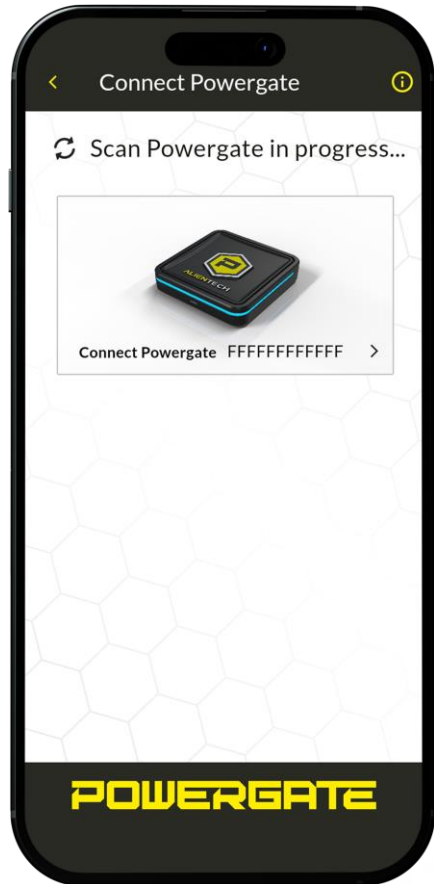 Connect Powergate
Scan Powergate in progress...
ALIENTECH
Connect Powergate FFFFFFFFFFFF
POWERGATE